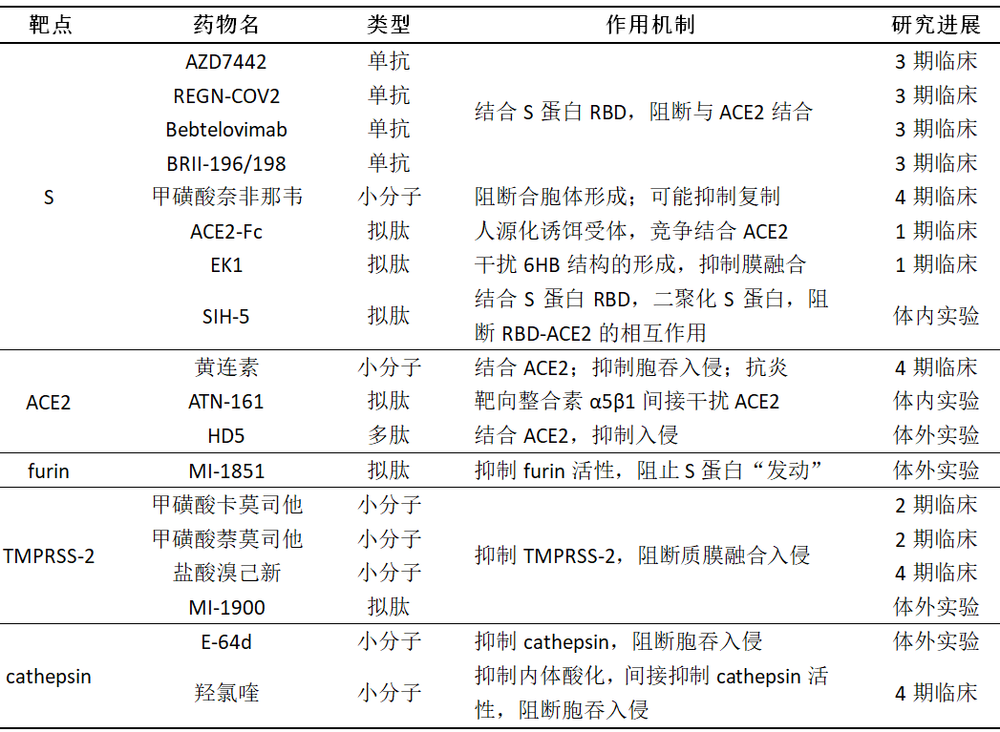 靶点 药物名 类型 作用机制 研究进展
AZD7442 单抗 3 期临床
REGN-COV2 单抗 3 期临床
结合 S 蛋白 RBD，阻断与 ACE2 结合
Bebtelovimab 单抗 3 期临床
BRII-196/198 单抗 3 期临床
S 甲磺酸奈非那韦 小分子 阻断合胞体形成；可能抑制复制 4 期临床
ACE2-Fc 拟肽 人源化诱饵受体，竞争结合 ACE2 1 期临床
EK1 拟肽 干扰 6HB 结构的形成，抑制膜融合 1 期临床
SIH-5 拟肽 结合 S 蛋白 RBD，二聚化 S 蛋白，阻 体内实验
断 RBD-ACE2 的相互作用
黄连素 小分子 结合 ACE2；抑制胞吞入侵；抗炎 4 期临床
ACE2 ATN-161 拟肽 靶向整合素 α5β1 间接干扰 ACE2 体内实验
HD5 多肽 结合 ACE2，抑制入侵 体外实验
furin MI-1851 拟肽 抑制 furin 活性，阻止 S 蛋白“发动” 体外实验
甲磺酸卡莫司他 小分子 2 期临床
甲磺酸萘莫司他 小分子 2 期临床
TMPRSS-2 抑制 TMPRSS-2，阻断质膜融合入侵
盐酸溴己新 小分子 4 期临床
MI-1900 拟肽 体外实验
E-64d 小分子 抑制 cathepsin，阻断胞吞入侵 体外实验
cathepsin 羟氯喹 小分子 抑制内体酸化，间接抑制 cathepsin 活 4 期临床
性，阻断胞吞入侵